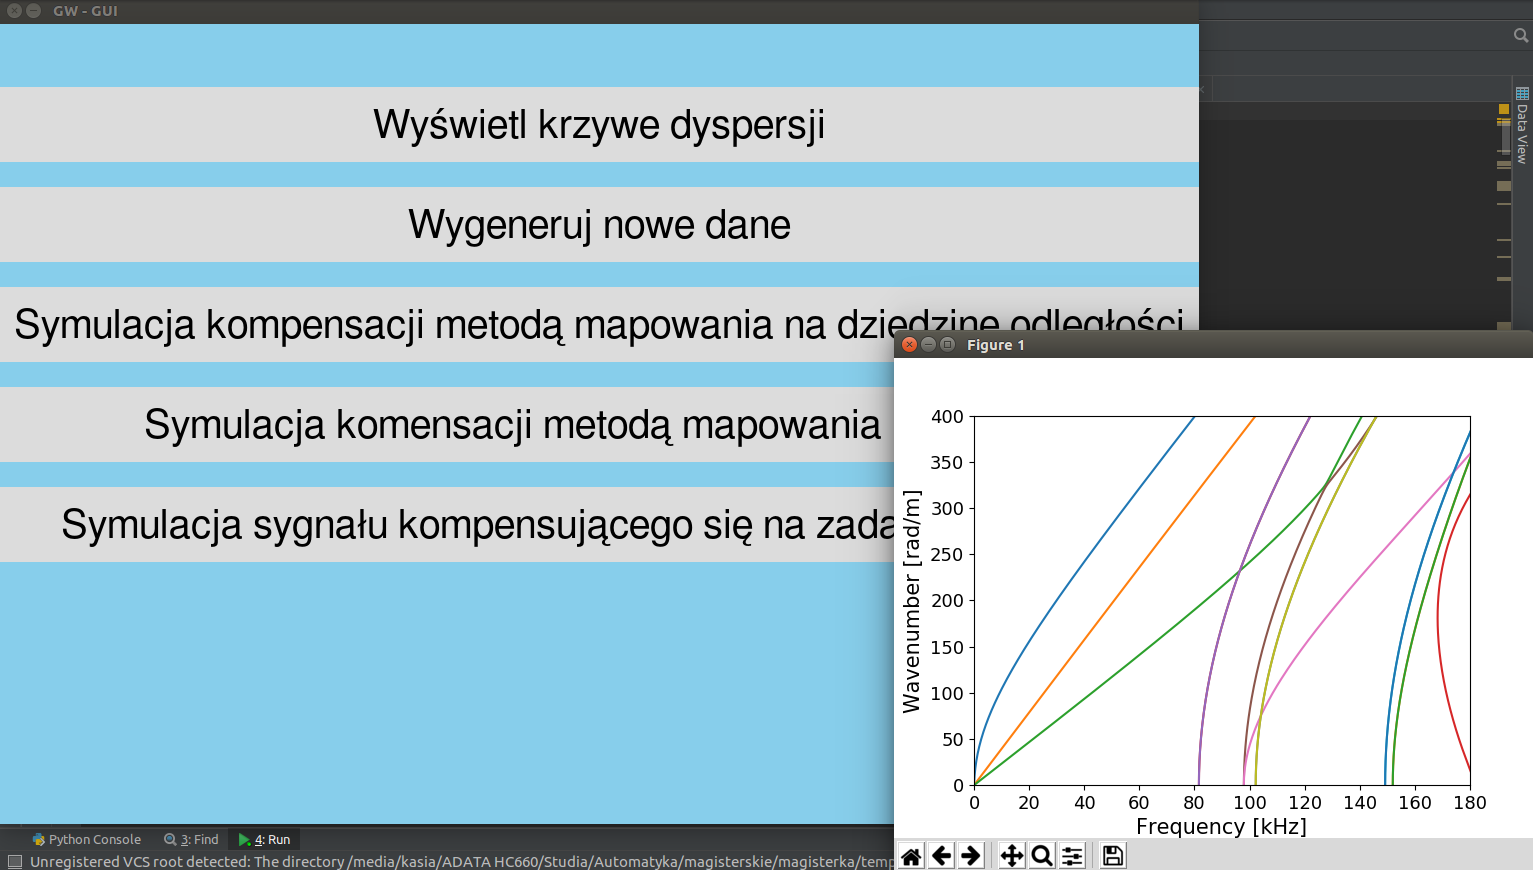 GW - GUI
Wyświetl krzywe dyspersji
Wygeneruj nowe dane
Symulacja kompensacji metodą mapowania na dziedzinę odległości
Symulacja komensacji metodą mapowania
Symulacja sygnału kompensującego się na
Data View
Figure 1
400
350
300
250
200
150
100
50
0
Wavenumber [rad/m]
0 20 40 60 80 100 120 140 160 180
Frequency [kHz]
Python Console 3: Find 4: Run
Unregistered VCS root detected: The directory /media/kasia/ADATA HC660/Studia/Automatyka/magisterskie/magisterka/temp